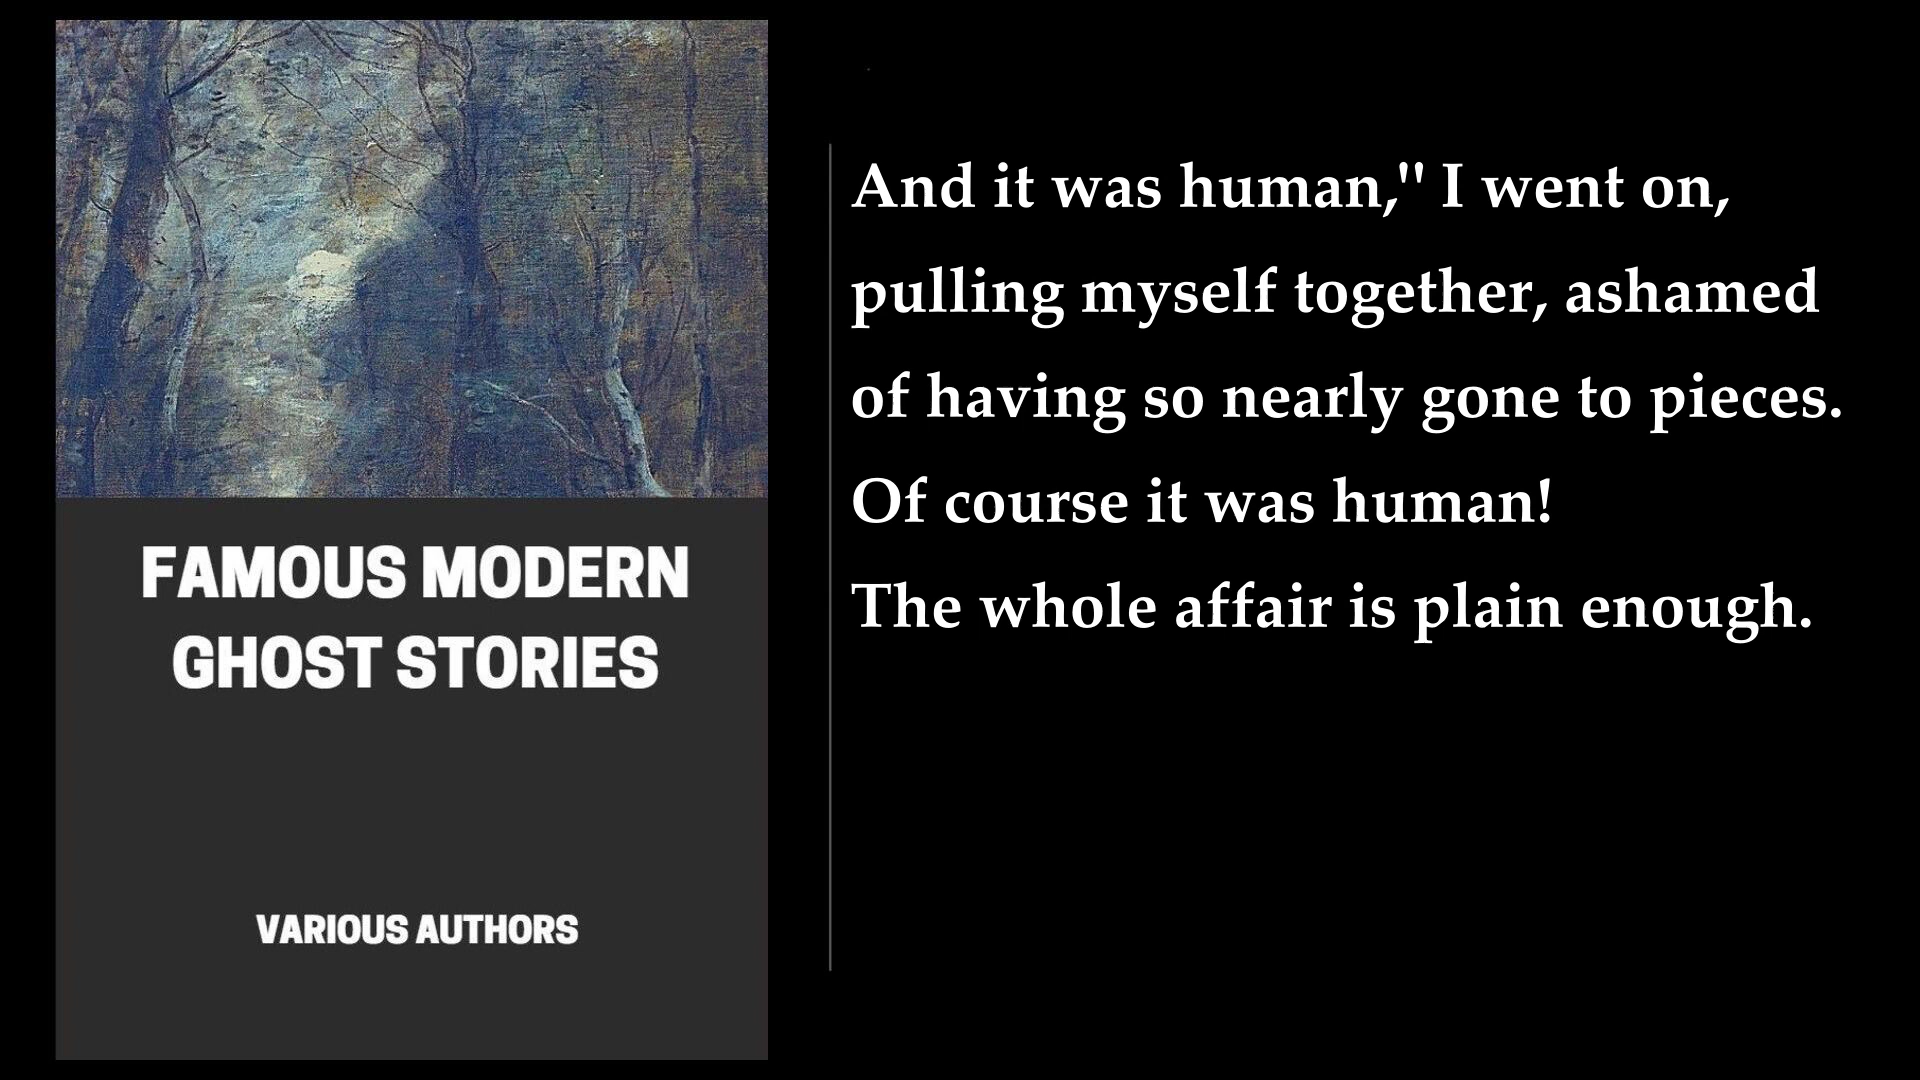 FAMOUS MODERN
GHOST STORIES
VARIOUS AUTHORS
And it was human," I went on,
pulling myself together, ashamed
of having so nearly gone to pieces.
Of course it was human!
The whole affair is plain enough.